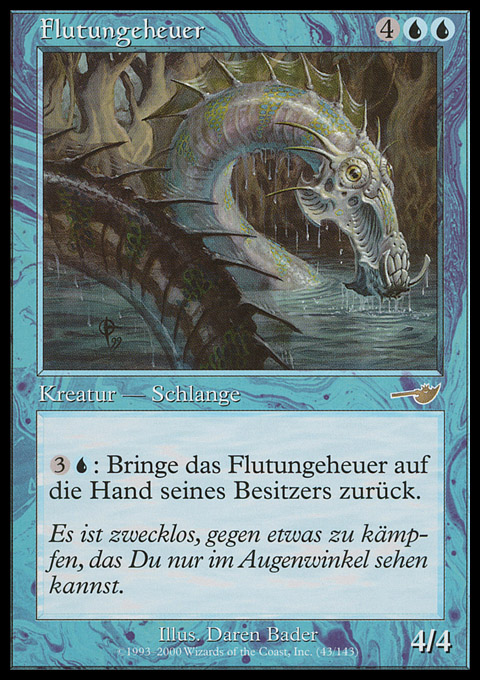 Flutungeheuer 4
Kreatur — Schlange
3 : Bringe das Flutungeheuer auf
die Hand seines Besitzers zurück.
Es ist zwecklos, gegen etwas zu kämp-
fen, das Du nur im Augenwinkel sehen
kannst.
Illus. Daren Bader
©1993–2000 Wizards of the Coast, Inc. (43/143)
4/4